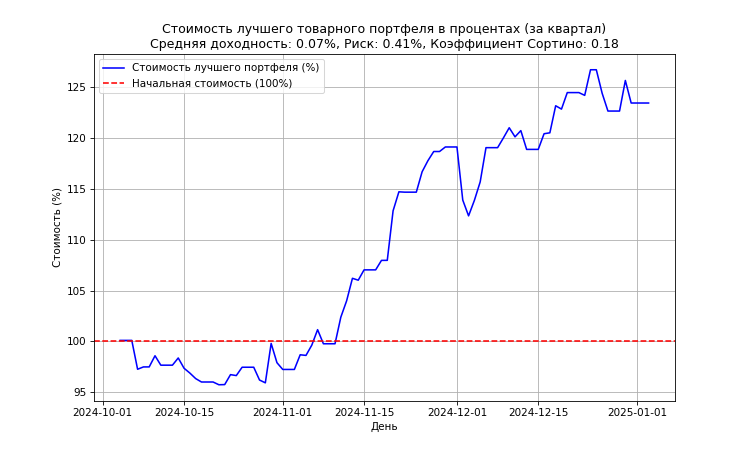 Стоимость лучшего товарного портфеля в процентах (за квартал)
Средняя доходность: 0.07%, Риск: 0.41%, Коэффициент Сортино: 0.18
Стоимость лучшего портфеля (%)
Начальная стоимость (100%)
Стоимость (%)
125
120
115
110
105
100
95
2024-10-01
2024-10-15
2024-11-01
2024-11-15
2024-12-01
2024-12-15
2025-01-01
День